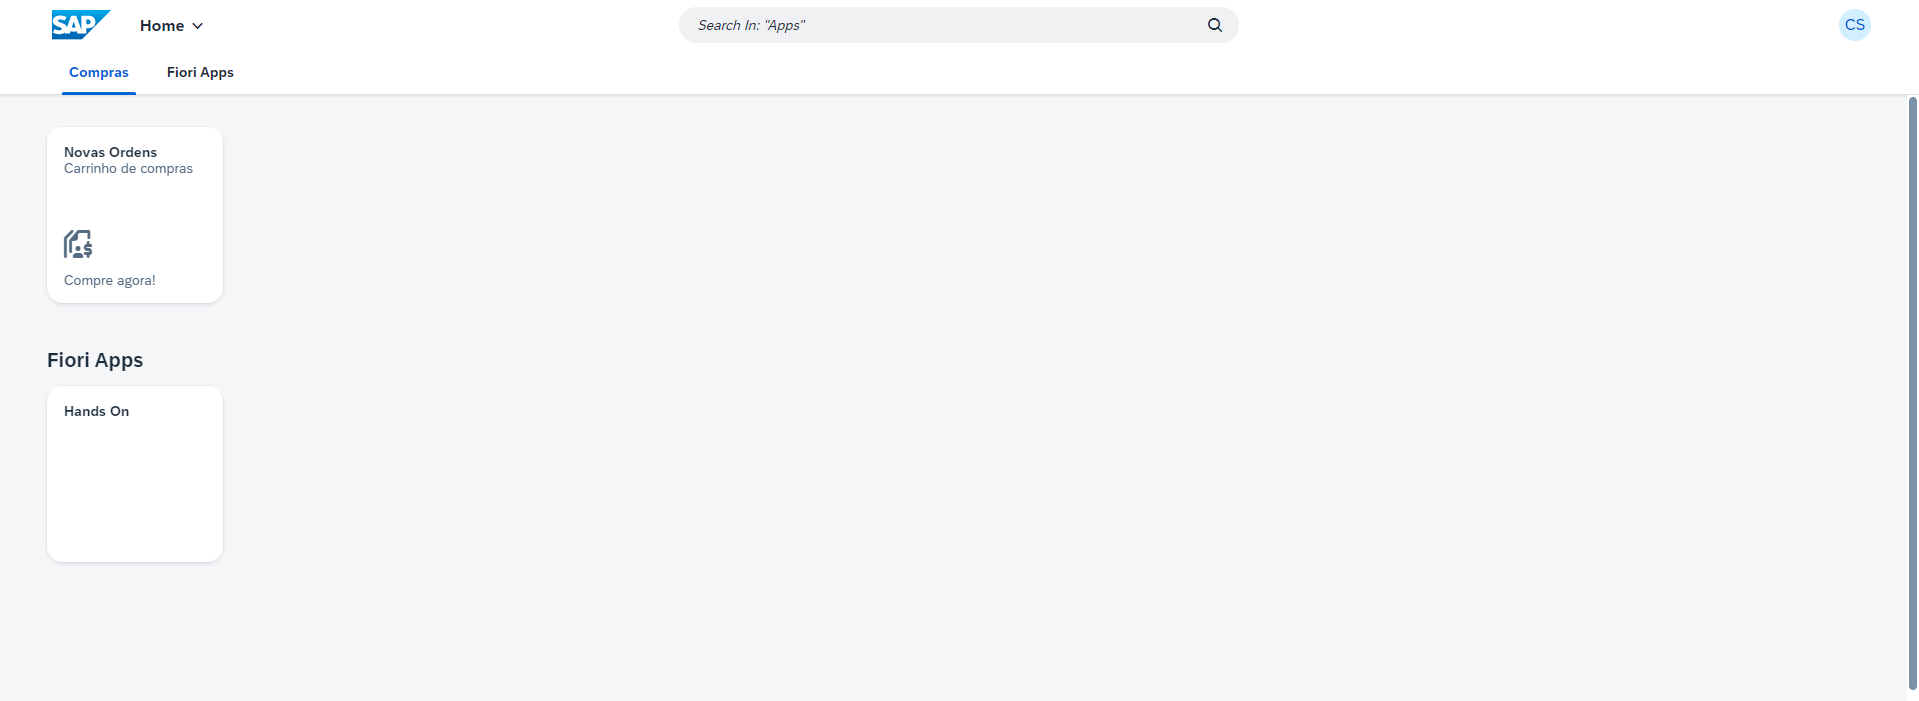 SAP
Home
Search In: "Apps"
CS
Compras
Fiori Apps
Novas Ordens
Carrinho de compras
Compre agora!
Fiori Apps
Hands On